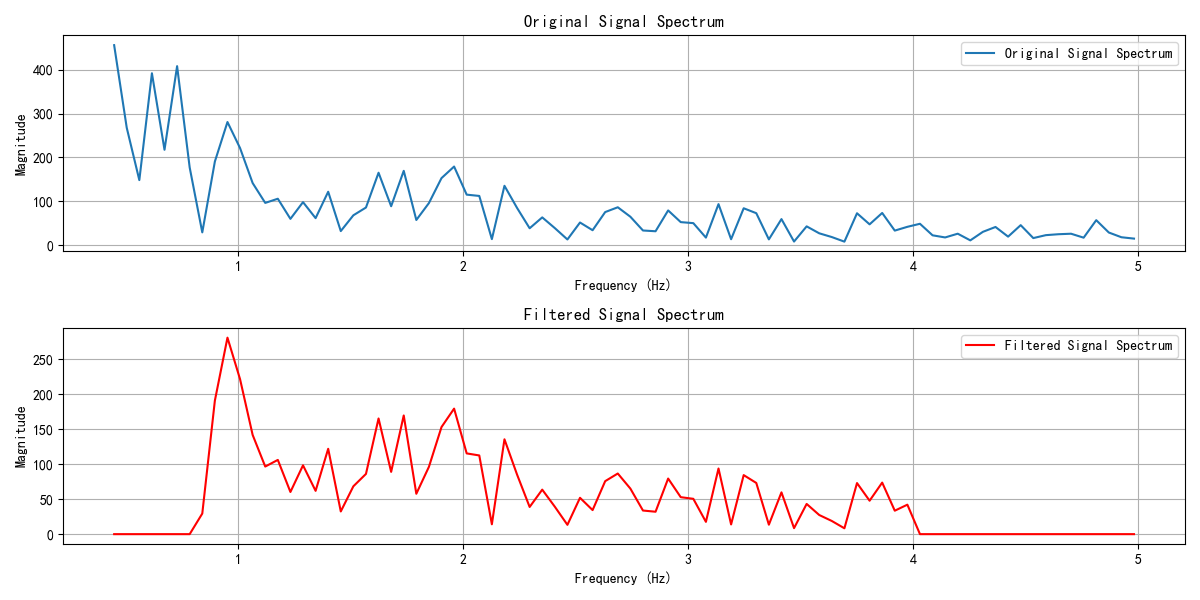 Original Signal Spectrum
Original Signal Spectrum
Magnitude
400
300
200
100
0
1 2 3 4 5
Frequency (Hz)
Filtered Signal Spectrum
Filtered Signal Spectrum
Magnitude
250
200
150
100
50
0
1 2 3 4 5
Frequency (Hz)